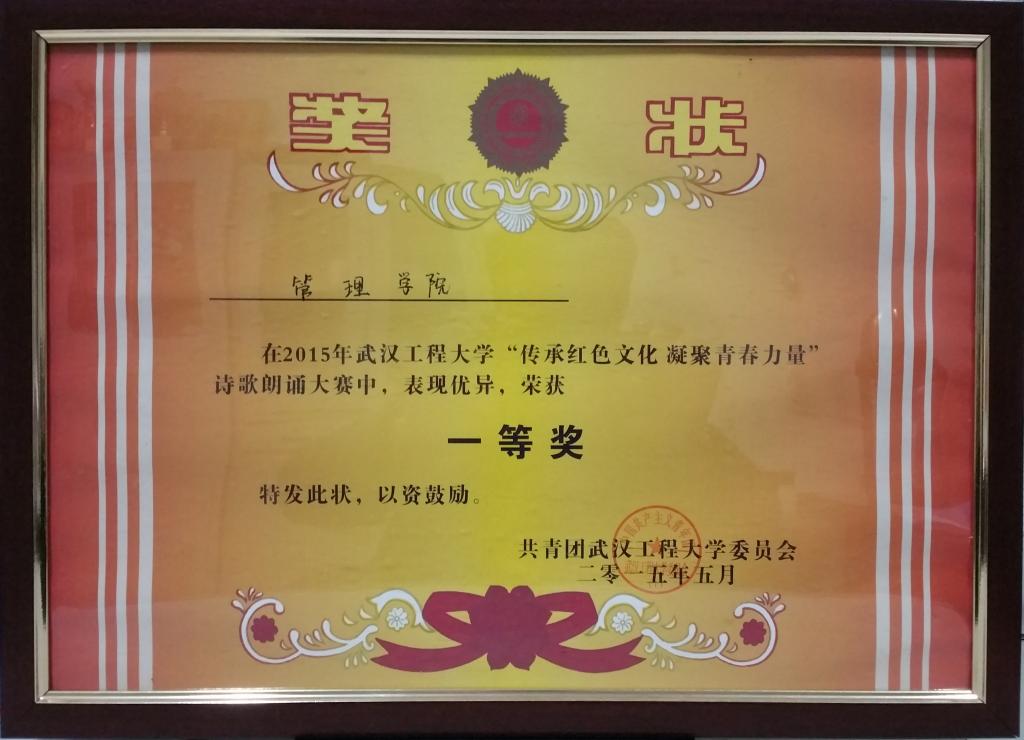 奖 状
管理学院
在2015年武汉工程大学“传承红色文化 凝聚青春力量”
诗歌朗诵大赛中，表现优异，荣获
一等奖
特发此状，以资鼓励。
共青团武汉工程大学委员会
二零一五年五月